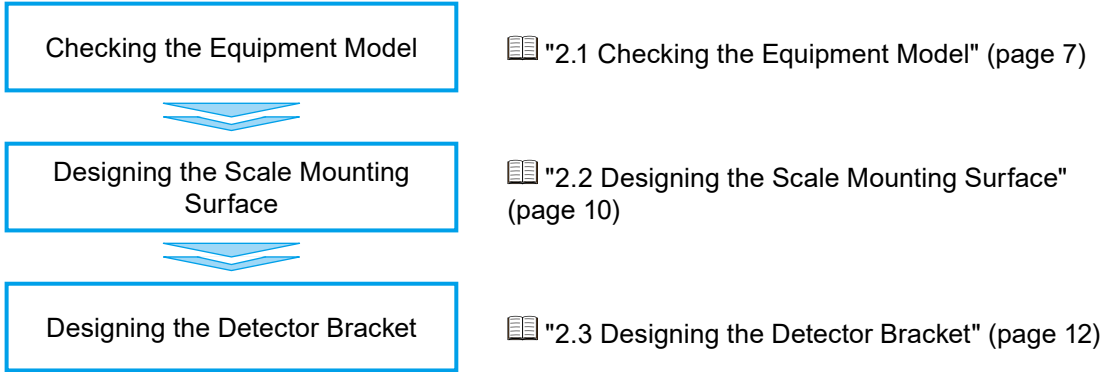 Checking the Equipment Model
"2.1 Checking the Equipment Model" (page 7)
Designing the Scale Mounting
Surface
"2.2 Designing the Scale Mounting Surface"
(page 10)
Designing the Detector Bracket
"2.3 Designing the Detector Bracket" (page 12)